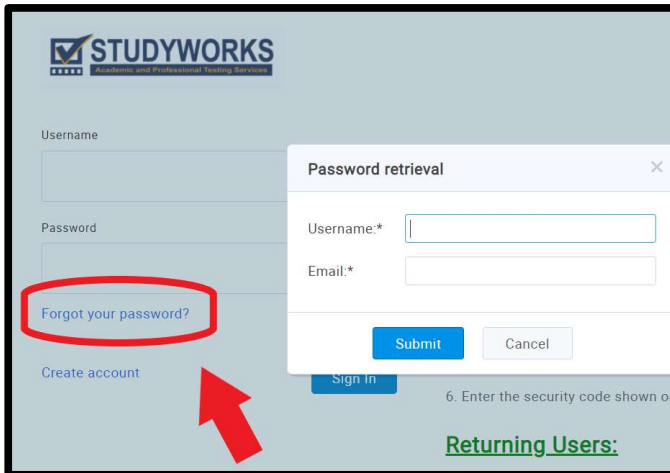 STUDYWORKS
Academic and Professional Testing Services
Username
Password
Forgot your password?
Create account
Sign In
Password retrieval
Username:*
Email:*
Submit
Cancel
6. Enter the security code shown o
Returning Users: